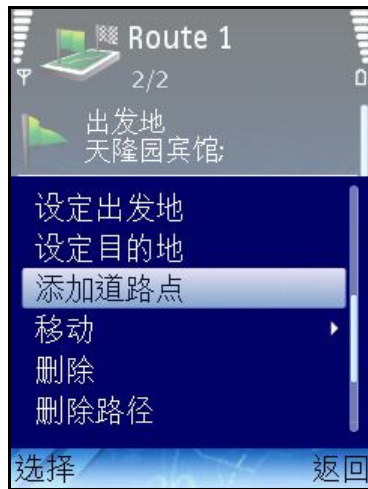 Route 1
2/2
出发地
天隆园宾馆;
设定出发地
设定目的地
添加道路点
移动
删除
删除路径
选择 返回